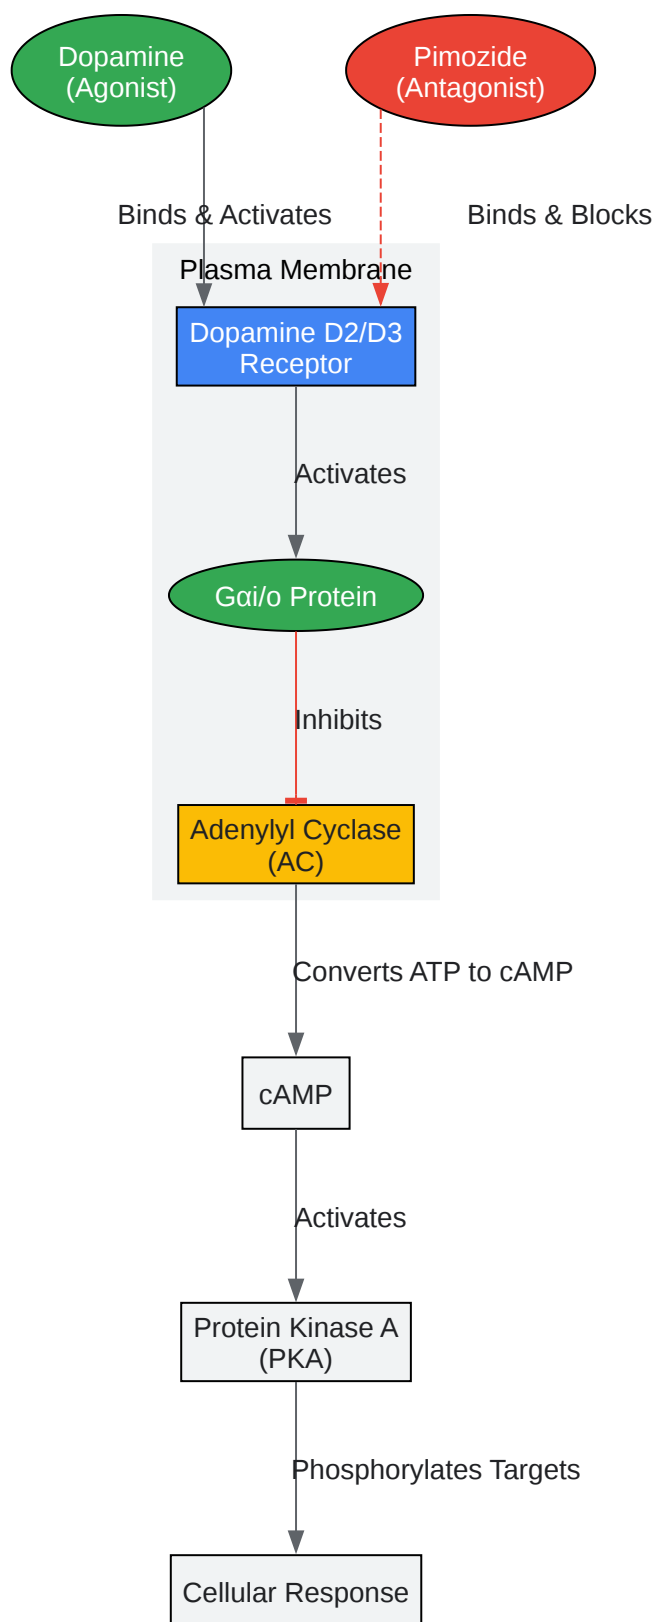 Dopamine
(Agonist)
Pimozide
(Antagonist)
Binds & Activates
Binds & Blocks
Plasma Membrane
Dopamine D2/D3
Receptor
Activates
Gαi/o Protein
Inhibits
Adenylyl Cyclase
(AC)
Converts ATP to cAMP
cAMP
Activates
Protein Kinase A
(PKA)
Phosphorylates Targets
Cellular Response